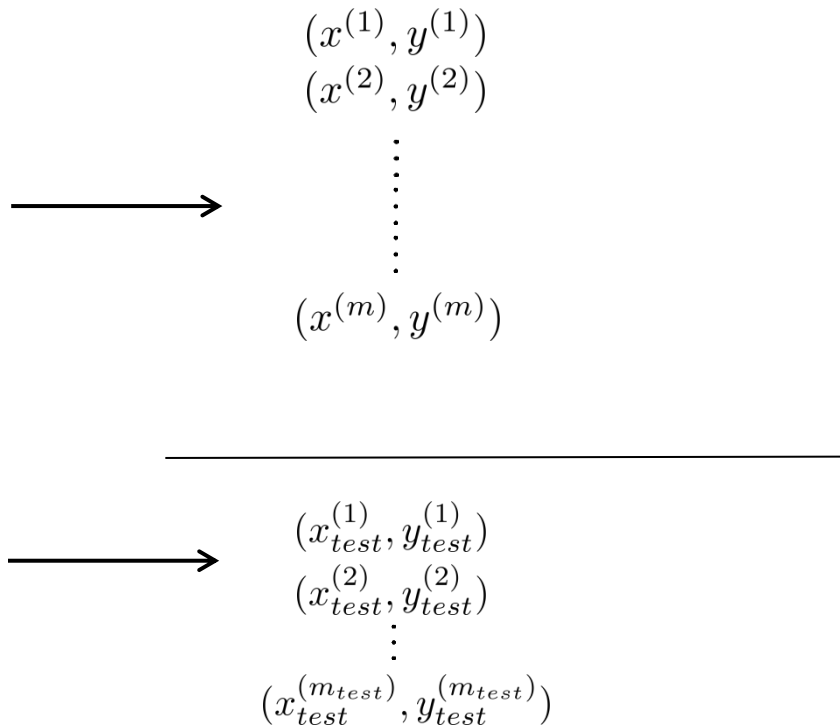 (x^{(1)}, y^{(1)})
(x^{(2)}, y^{(2)})
(x^{(m)}, y^{(m)})
(x_{test}^{(1)}, y_{test}^{(1)})
(x_{test}^{(2)}, y_{test}^{(2)})
(x_{test}^{(m_{test})}, y_{test}^{(m_{test})})